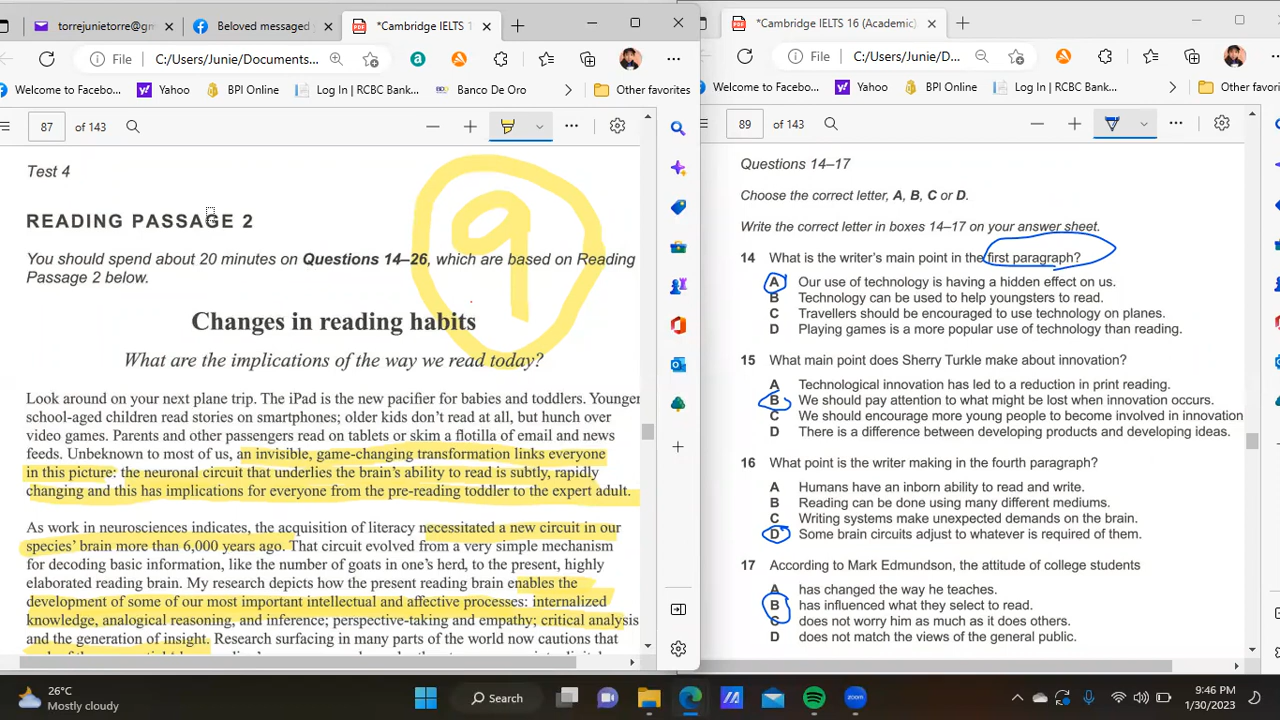 torrejunietorre@gm
Beloved messaged
*Cambridge IELTS 1
File
C:/Users/Junie/Documents...
Welcome to Facebo...
Yahoo
BPI Online
Log In | RCBC Bank...
Banco De Oro
Other favorites
87 of 143
Test 4
READING PASSAGE 2
You should spend about 20 minutes on Questions 14–26, which are based on Reading
Passage 2 below.
9
Changes in reading habits
What are the implications of the way we read today?
Look around on your next plane trip. The iPad is the new pacifier for babies and toddlers. Younger
school-aged children read stories on smartphones; older kids don't read at all, but hunch over
video games. Parents and other passengers read on tablets or skim a flotilla of email and news
feeds. Unbeknown to most of us, an invisible, game-changing transformation links everyone
in this picture: the neuronal circuit that underlies the brain's ability to read is subtly, rapidly
changing and this has implications for everyone from the pre-reading toddler to the expert adult.
As work in neurosciences indicates, the acquisition of literacy necessitated a new circuit in our
species' brain more than 6,000 years ago. That circuit evolved from a very simple mechanism
for decoding basic information, like the number of goats in one's herd, to the present, highly
elaborated reading brain. My research depicts how the present reading brain enables the
development of some of our most important intellectual and affective processes: internalized
knowledge, analogical reasoning, and inference; perspective-taking and empathy; critical analysis
and the generation of insight. Research surfacing in many parts of the world now cautions that
*Cambridge IELTS 16 (Academic)
File
C:/Users/Junie/D...
Welcome to Facebo...
Yahoo
BPI Online
Log In | RCBC Bank...
Other favor
89 of 143
Questions 14–17
Choose the correct letter, A, B, C or D.
Write the correct letter in boxes 14–17 on your answer sheet.
14 What is the writer's main point in the first paragraph?
A Our use of technology is having a hidden effect on us.
B Technology can be used to help youngsters to read.
C Travellers should be encouraged to use technology on planes.
D Playing games is a more popular use of technology than reading.
15 What main point does Sherry Turkle make about innovation?
A Technological innovation has led to a reduction in print reading.
B We should pay attention to what might be lost when innovation occurs.
C We should encourage more young people to become involved in innovation
D There is a difference between developing products and developing ideas.
16 What point is the writer making in the fourth paragraph?
A Humans have an inborn ability to read and write.
B Reading can be done using many different mediums.
C Writing systems make unexpected demands on the brain.
D Some brain circuits adjust to whatever is required of them.
17 According to Mark Edmundson, the attitude of college students
A has changed the way he teaches.
B has influenced what they select to read.
C does not worry him as much as it does others.
D does not match the views of the general public.
26°C
Mostly cloudy
Search
9:46 PM
1/30/2023